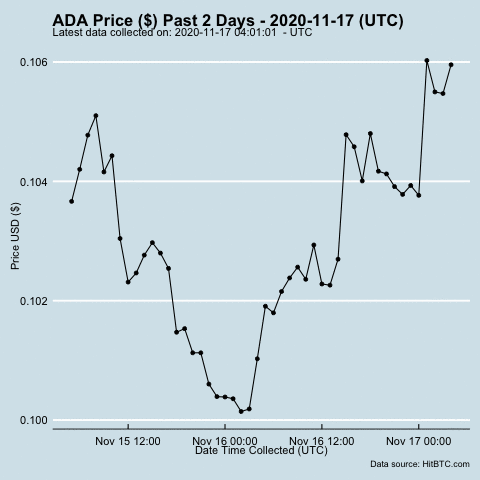 ADA Price ($) Past 2 Days - 2020-11-17 (UTC)
Latest data collected on: 2020-11-17 04:01:01  - UTC
0.106
0.104
0.102
0.100
Price USD ($)
Nov 15 12:00
Nov 16 00:00
Nov 16 12:00
Nov 17 00:00
Date Time Collected (UTC)
Data source: HitBTC.com